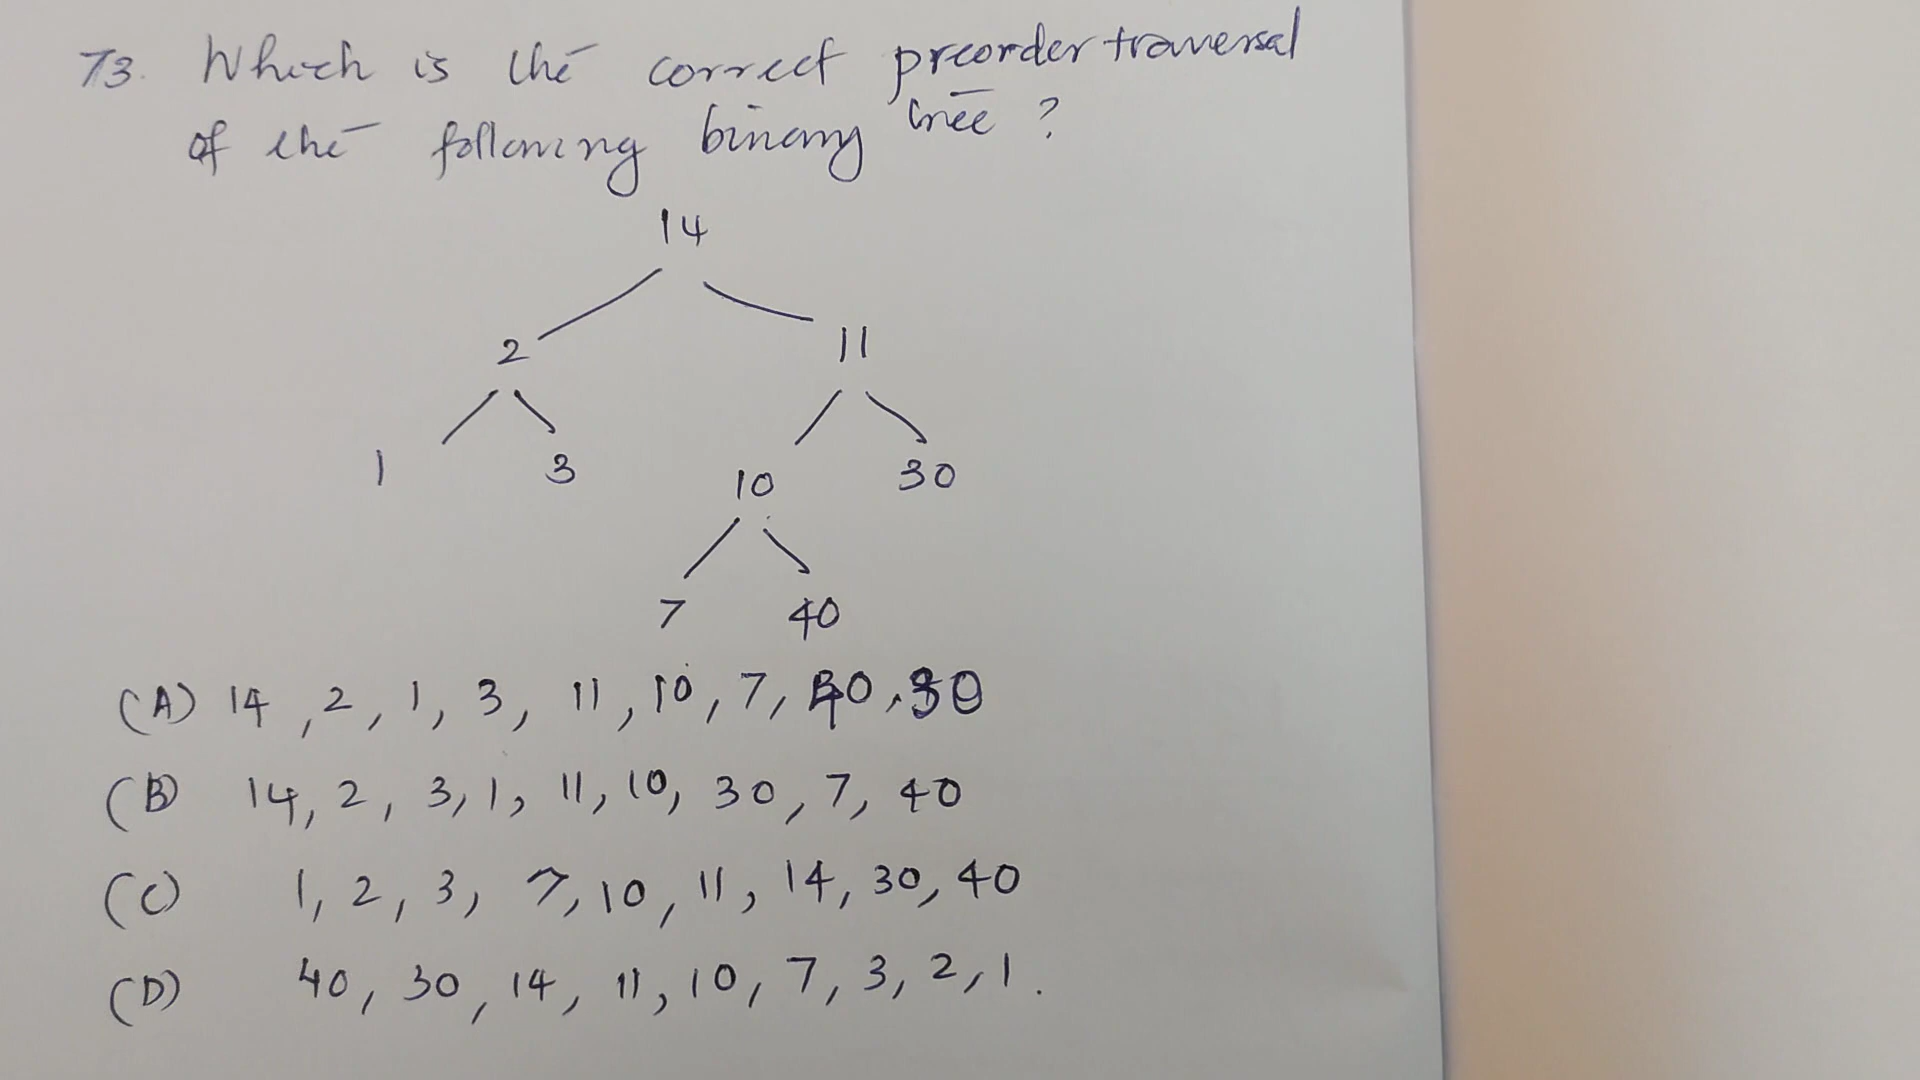 73. Which is the correct preorder traversal
of the following binary tree ?
14
2 11
1 3 10 30
7 40
(A) 14, 2, 1, 3, 11, 10, 7, 40, 30
(B) 14, 2, 3, 1, 11, 10, 30, 7, 40
(C) 1, 2, 3, 7, 10, 11, 14, 30, 40
(D) 40, 30, 14, 11, 10, 7, 3, 2, 1.